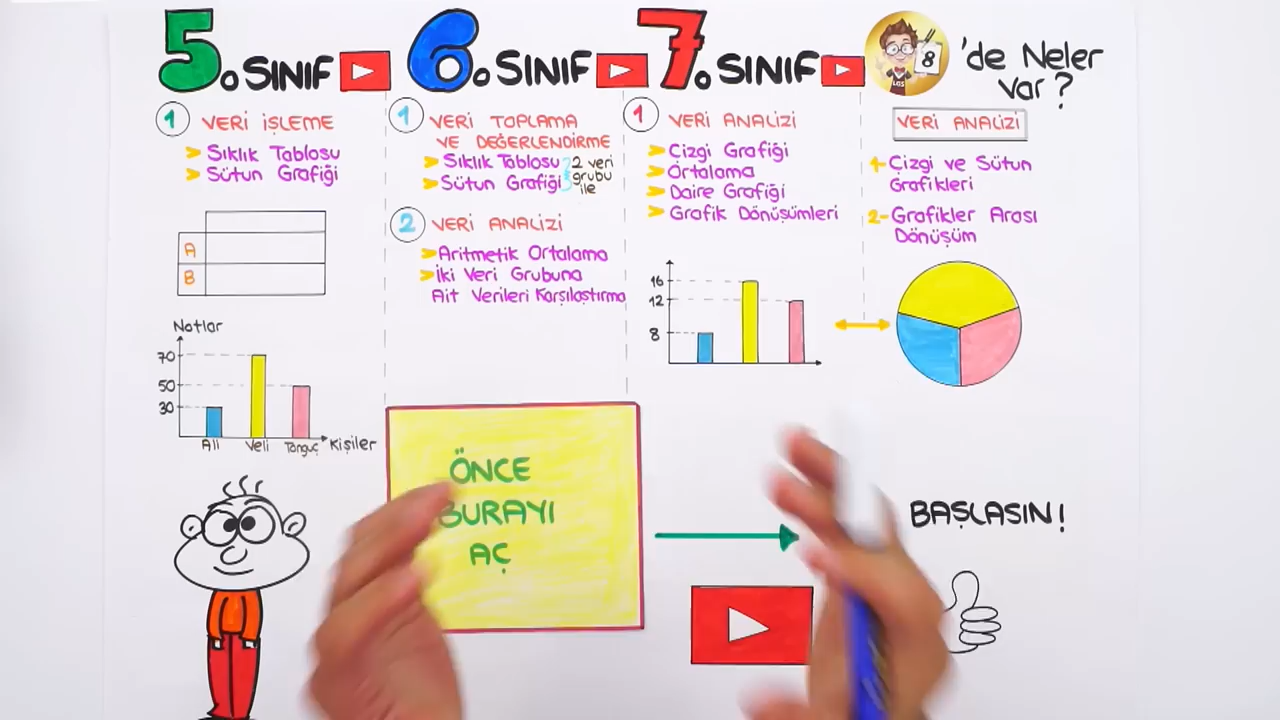 5. SINIF
1 VERİ İŞLEME
Sıklık Tablosu
Sütun Grafiği
A
B
Notlar
70
50
30
Ali Veli Tonguç Kişiler
6. SINIF
1 VERİ TOPLAMA
VE DEĞERLENDİRME
Sıklık Tablosu
Sütun Grafiği
2 veri
grubu
ile
2 VERİ ANALİZİ
Aritmetik Ortalama
İki Veri Grubuna
Ait Verileri Karşılaştırma
7. SINIF
1 VERİ ANALİZİ
Çizgi Grafiği
Ortalama
Daire Grafiği
Grafik Dönüşümleri
16
12
8
8
LGS
'de Neler
var?
VERİ ANALİZİ
1- Çizgi ve Sütun
Grafikleri
2- Grafikler Arası
Dönüşüm
ÖNCE
BURAYI
AÇ
BAŞLASIN!